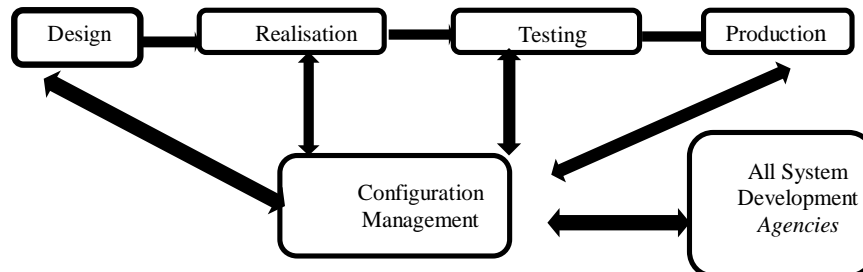 Design
Realisation
Testing
Production
Configuration
Management
All System
Development
Agencies